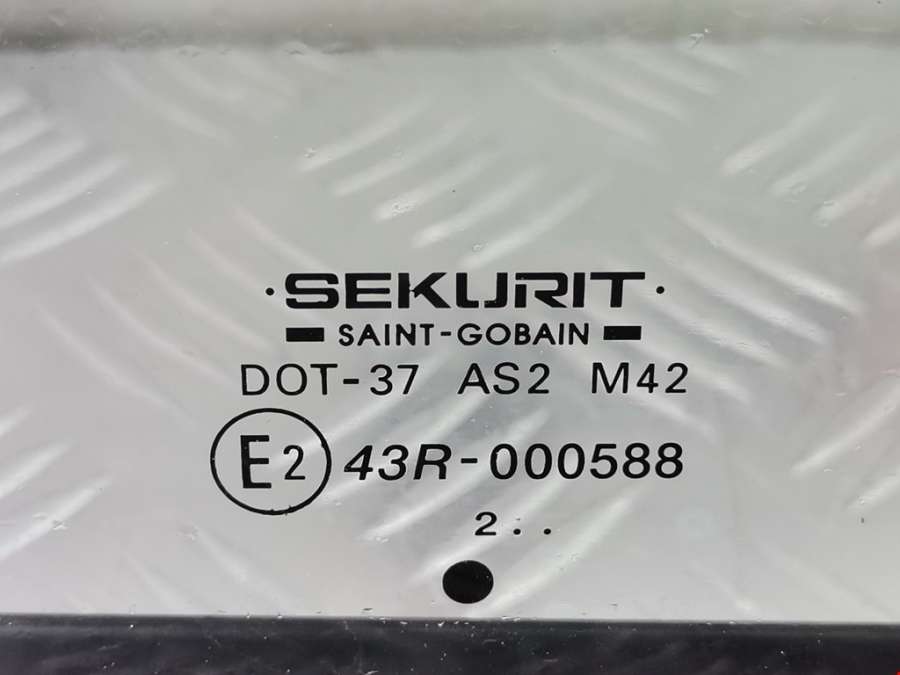 ·SEKURIT·
SAINT-GOBAIN
DOT-37 AS2 M42
E2 43R-000588
2:..